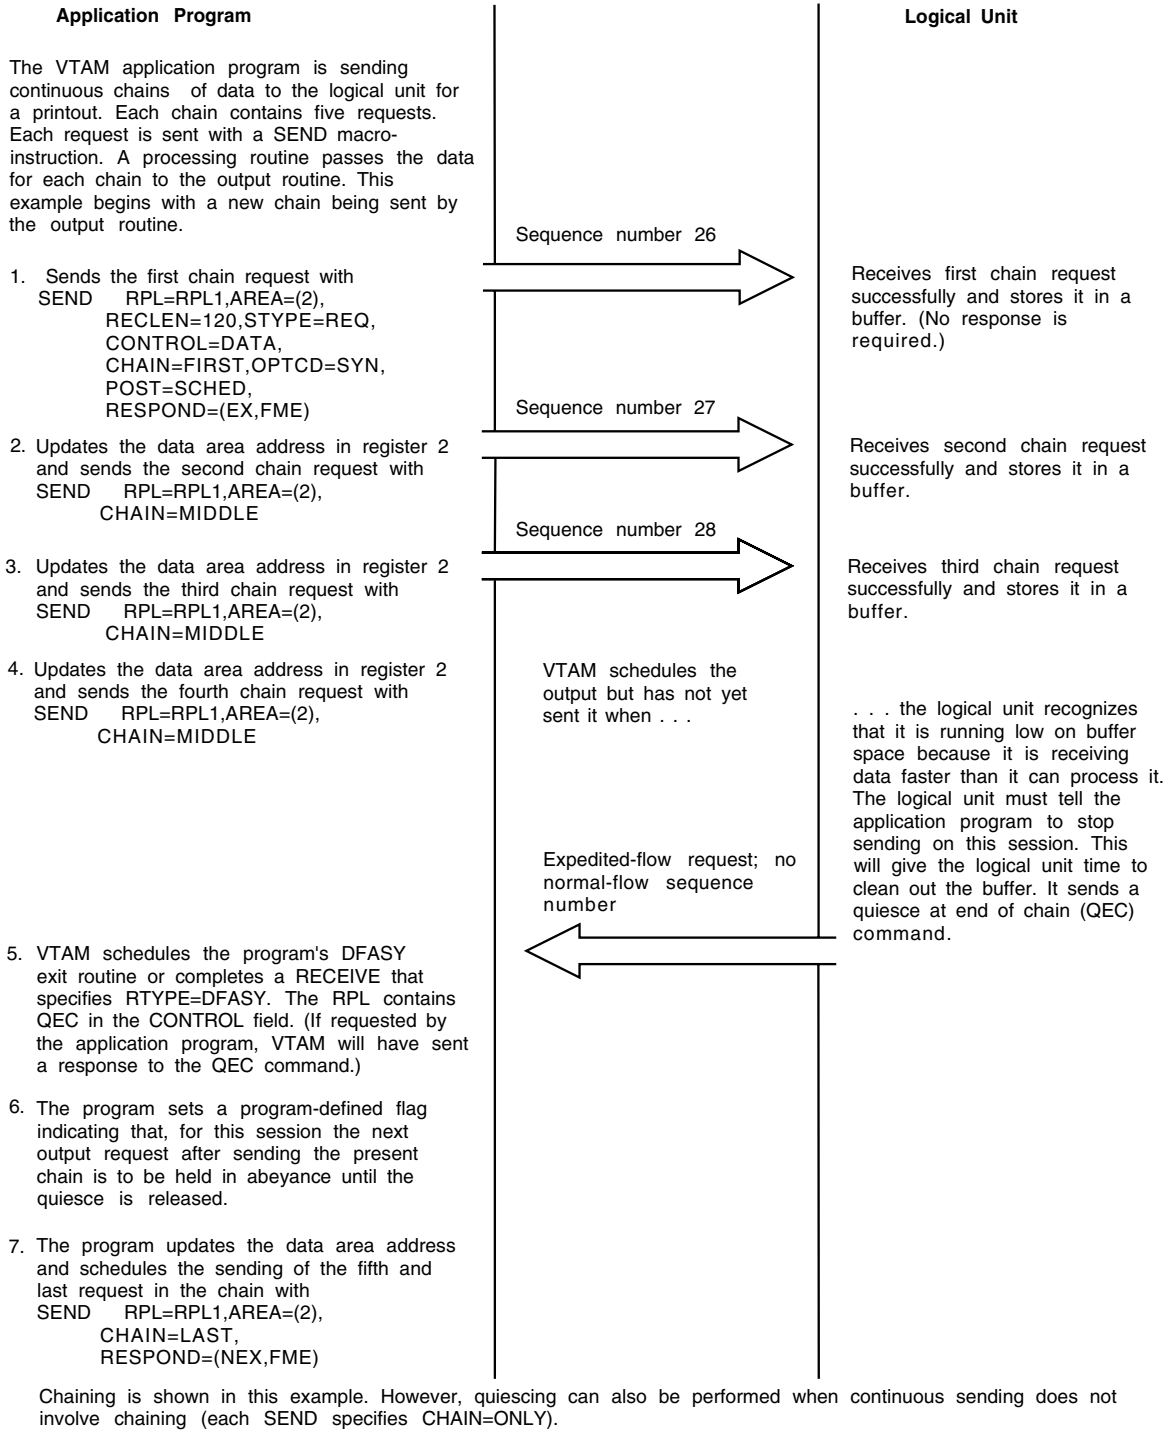 Application Program
Logical Unit
The VTAM application program is sending
continuous chains of data to the logical unit for
a printout. Each chain contains five requests.
Each request is sent with a SEND macro-
instruction. A processing routine passes the data
for each chain to the output routine. This
example begins with a new chain being sent by
the output routine.
Sequence number 26
1. Sends the first chain request with
SEND RPL=RPL1,AREA=(2),
RECLEN=120,STYPE=REQ,
CONTROL=DATA,
CHAIN=FIRST,OPTCD=SYN,
POST=SCHED,
RESPOND=(EX,FME)
Receives first chain request
successfully and stores it in a
buffer. (No response is
required.)
Sequence number 27
2. Updates the data area address in register 2
and sends the second chain request with
SEND RPL=RPL1,AREA=(2),
CHAIN=MIDDLE
Receives second chain request
successfully and stores it in a
buffer.
Sequence number 28
3. Updates the data area address in register 2
and sends the third chain request with
SEND RPL=RPL1,AREA=(2),
CHAIN=MIDDLE
Receives third chain request
successfully and stores it in a
buffer.
4. Updates the data area address in register 2
and sends the fourth chain request with
SEND RPL=RPL1,AREA=(2),
CHAIN=MIDDLE
VTAM schedules the
output but has not yet
sent it when . . .
. . . the logical unit recognizes
that it is running low on buffer
space because it is receiving
data faster than it can process it.
The logical unit must tell the
application program to stop
sending on this session. This
will give the logical unit time to
clean out the buffer. It sends a
quiesce at end of chain (QEC)
command.
Expedited-flow request; no
normal-flow sequence
number
5. VTAM schedules the program's DFASY
exit routine or completes a RECEIVE that
specifies RTYPE=DFASY. The RPL contains
QEC in the CONTROL field. (If requested by
the application program, VTAM will have sent
a response to the QEC command.)
6. The program sets a program-defined flag
indicating that, for this session the next
output request after sending the present
chain is to be held in abeyance until the
quiesce is released.
7. The program updates the data area address
and schedules the sending of the fifth and
last request in the chain with
SEND RPL=RPL1,AREA=(2),
CHAIN=LAST,
RESPOND=(NEX,FME)
Chaining is shown in this example. However, quiescing can also be performed when continuous sending does not
involve chaining (each SEND specifies CHAIN=ONLY).